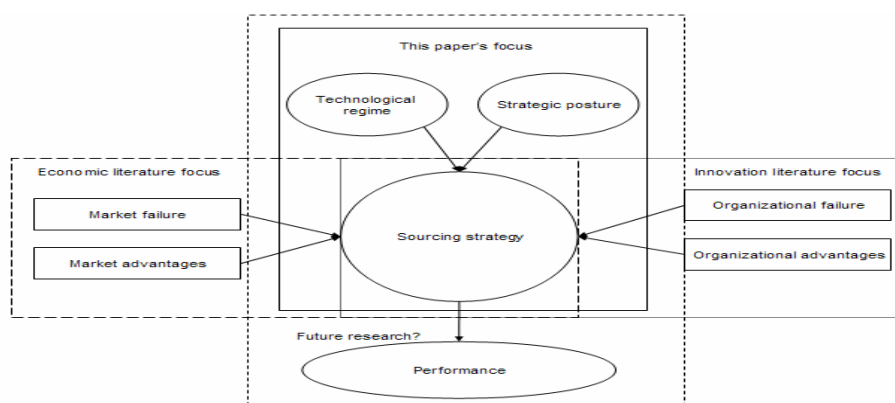 This paper's focus
Technological
regime
Strategic posture
Economic literature focus
Innovation literature focus
Market failure
Organizational failure
Sourcing strategy
Market advantages
Organizational advantages
Future research?
Performance